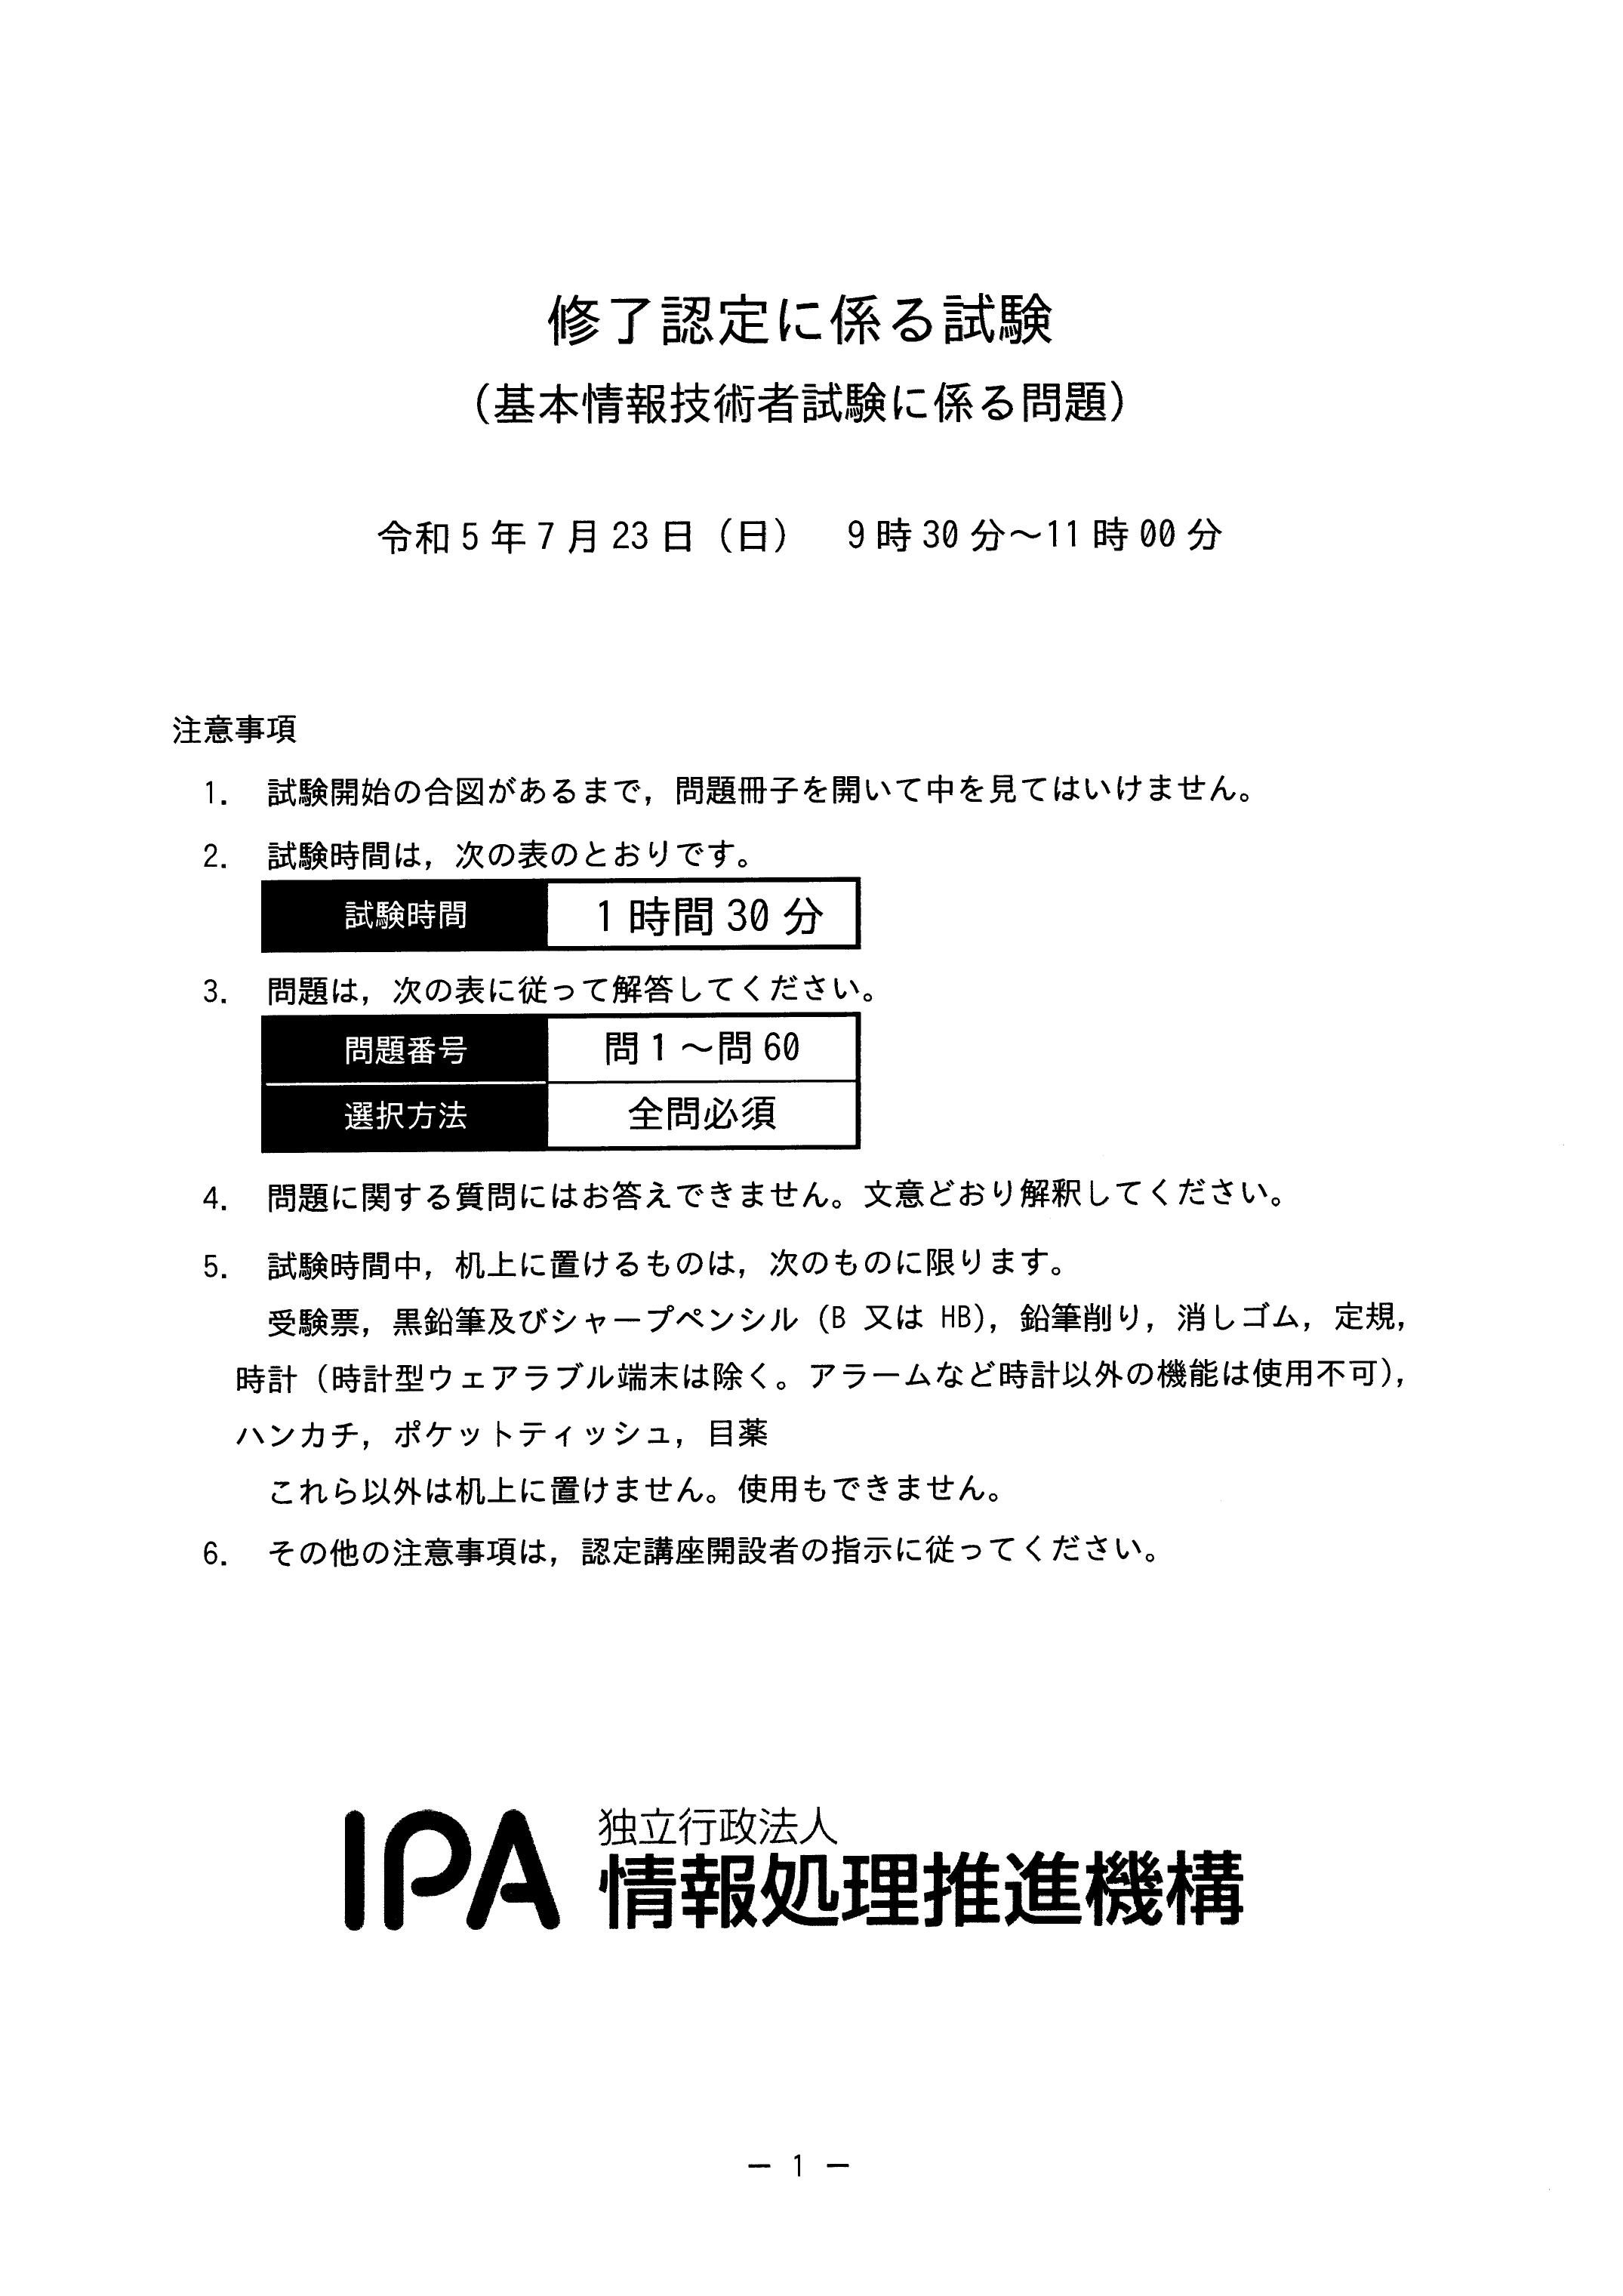 修了認定に係る試験
（基本情報技術者試験に係る問題）
令和5年7月23日（日）　9時30分～11時00分
注意事項
1.　試験開始の合図があるまで，問題冊子を開いて中を見てはいけません。
2.　試験時間は，次の表のとおりです。
試験時間　1時間30分
3.　問題は，次の表に従って解答してください。
問題番号　問1～問60
選択方法　全問必須
4.　問題に関する質問にはお答えできません。文意どおり解釈してください。
5.　試験時間中，机上に置けるものは，次のものに限ります。
受験票，黒鉛筆及びシャープペンシル（B 又は HB），鉛筆削り，消しゴム，定規，
時計（時計型ウェアラブル端末は除く。アラームなど時計以外の機能は使用不可），
ハンカチ，ポケットティッシュ，目薬
これら以外は机上に置けません。使用もできません。
6.　その他の注意事項は，認定講座開設者の指示に従ってください。
IPA 独立行政法人
情報処理推進機構
－ 1 －